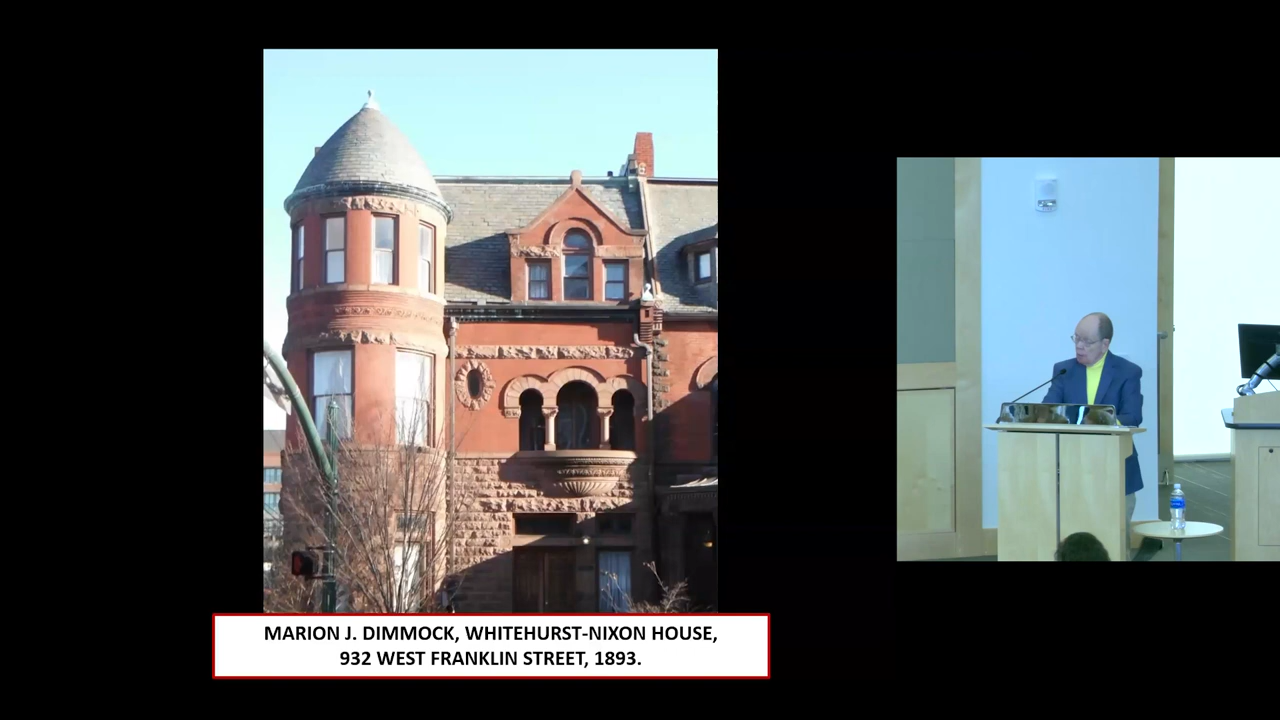 MARION J. DIMMOCK, WHITEHURST-NIXON HOUSE,
932 WEST FRANKLIN STREET, 1893.